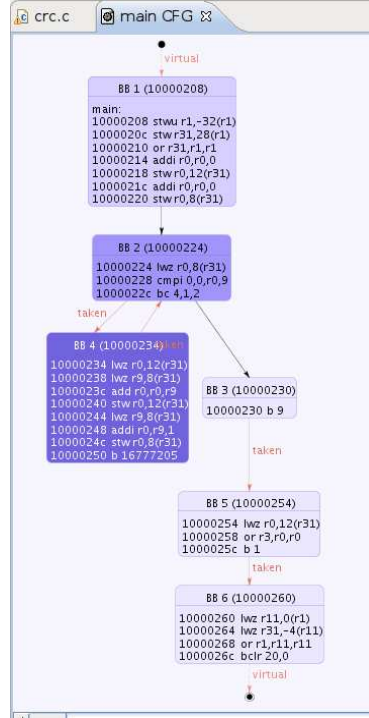 crc.c
main CFG
virtual
BB 1 (10000208)
main:
10000208 stwu r1,-32(r1)
1000020c stw r31,28(r1)
10000210 or r31,r1,r1
10000214 addi r0,r0,0
10000218 stw r0,12(r31)
1000021c addi r0,r0,0
10000220 stw r0,8(r31)
BB 2 (10000224)
10000224 lwz r0,8(r31)
10000228 cmpi 0,0,r0,9
1000022c bc 4,1,2
taken
BB 4 (10000234)
taken
10000234 lwz r0,12(r31)
10000238 lwz r9,8(r31)
1000023c add r0,r0,r9
10000240 stw r0,12(r31)
10000244 lwz r9,8(r31)
10000248 addi r0,r9,1
1000024c stw r0,8(r31)
10000250 b 16777205
BB 3 (10000230)
10000230 b 9
taken
BB 5 (10000254)
10000254 lwz r0,12(r31)
10000258 or r3,r0,r0
1000025c b 1
taken
BB 6 (10000260)
10000260 lwz r11,0(r1)
10000264 lwz r31,-4(r11)
10000268 or r1,r11,r11
1000026c bclr 20,0
virtual